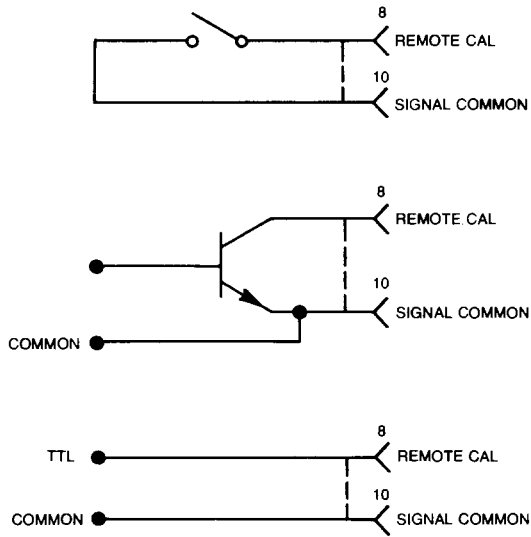 8
REMOTE CAL
10
SIGNAL COMMON
8
REMOTE CAL
10
SIGNAL COMMON
COMMON
8
TTL
REMOTE CAL
10
COMMON
SIGNAL COMMON